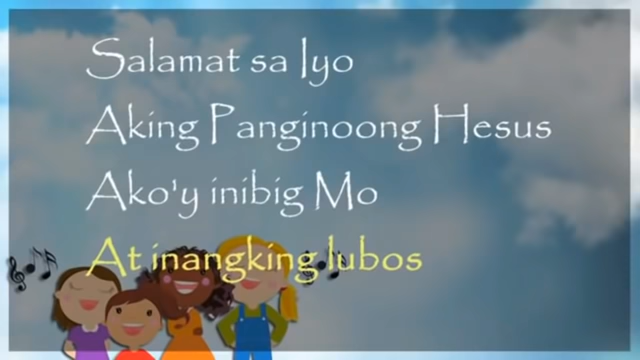 Salamat sa Iyo
Aking Panginoong Hesus
Ako'y inibig Mo
At inangking lubos